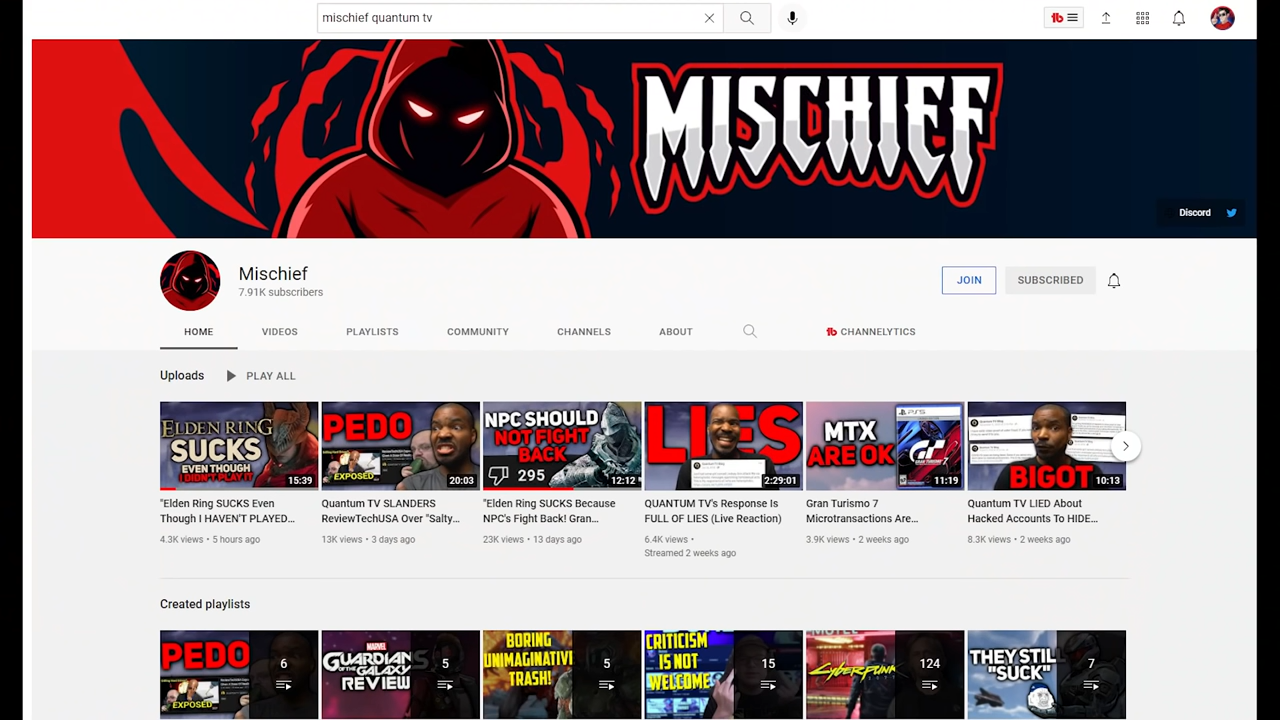 mischief quantum tv
MISCHIEF
Discord
Mischief
7.91K subscribers
JOIN
SUBSCRIBED
HOME
VIDEOS
PLAYLISTS
COMMUNITY
CHANNELS
ABOUT
CHANNELYTICS
Uploads
PLAY ALL
ELDEN RING
SUCKS
EVEN THOUGH
I DIDN'T PLAY IT
15:39
"Elden Ring SUCKS Even
Though I HAVEN'T PLAYED...
4.3K views • 5 hours ago
PEDO
EXPOSED
20:03
Quantum TV SLANDERS
ReviewTechUSA Over "Salty...
13K views • 3 days ago
NPC SHOULD
NOT FIGHT
BACK
295
12:12
"Elden Ring SUCKS Because
NPC's Fight Back! Gran...
23K views • 13 days ago
LIES
2:29:01
QUANTUM TV's Response Is
FULL OF LIES (Live Reaction)
6.4K views •
Streamed 2 weeks ago
PS5
MTX
ARE OK
11:19
Gran Turismo 7
Microtransactions Are...
3.9K views • 2 weeks ago
BIGOT
10:13
Quantum TV LIED About
Hacked Accounts To HIDE...
8.3K views • 2 weeks ago
Created playlists
PEDO
EXPOSED
6
MARVEL
GUARDIANS
OF THE GALAXY
REVIEW
5
BORING
UNIMAGINATIV
TRASH!
5
CRITICISM
IS NOT
WELCOME
15
CYBERPUNK
124
THEY STILL
"SUCK"
7